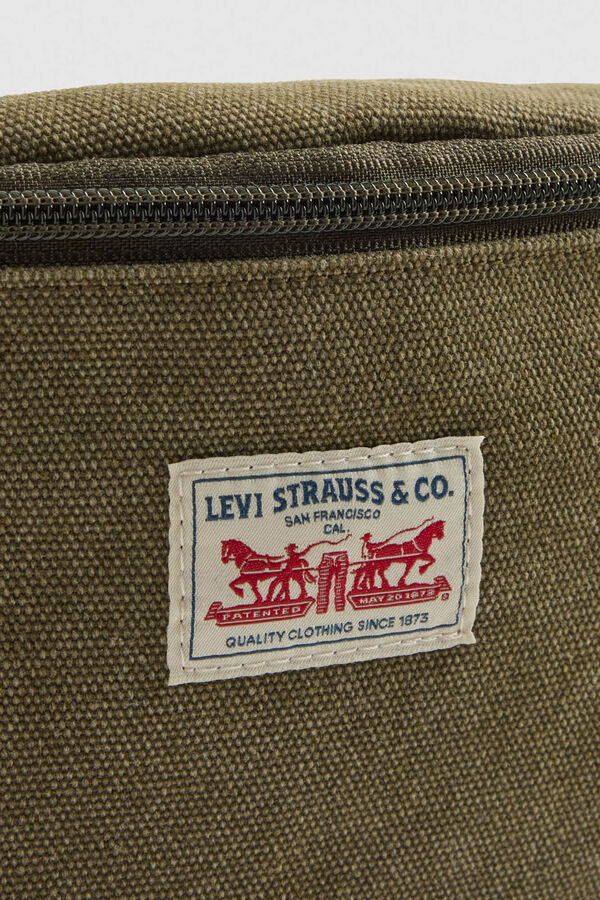 LEVI STRAUSS & CO.
SAN FRANCISCO
CAL.
PATENTED MAY 20 1873
®
QUALITY CLOTHING SINCE 1873